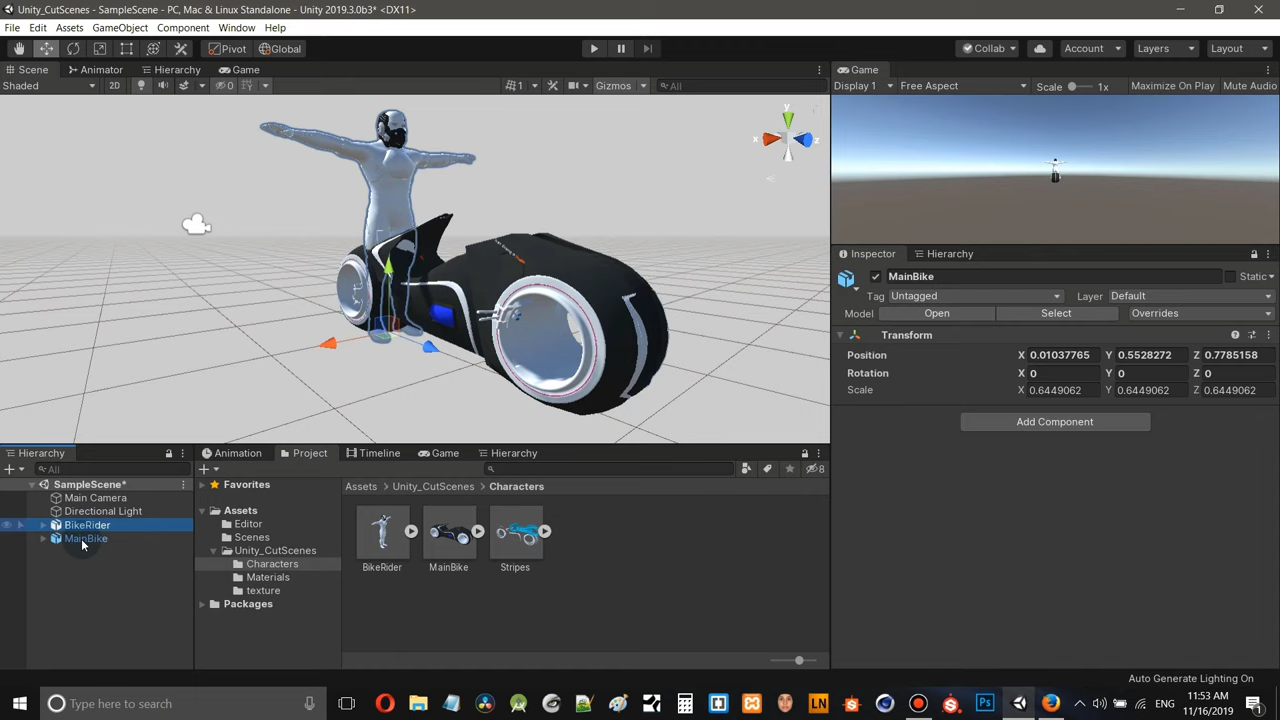 Unity_CutScenes - SampleScene - PC, Mac & Linux Standalone - Unity 2019.3.0b3* <DX11>
File Edit Assets GameObject Component Window Help
Pivot Global Collab Account Layers Layout
Scene Animator Hierarchy Game
Shaded 2D 0 1 Gizmos All
y
x
z
Game
Display 1 Free Aspect Scale 1x Maximize On Play Mute Audio
Inspector Hierarchy
MainBike Static
Tag Untagged Layer Default
Model Open Select Overrides
Transform
Position X 0.01037765 Y 0.5528272 Z 0.7785158
Rotation X 0 Y 0 Z 0
Scale X 0.6449062 Y 0.6449062 Z 0.6449062
Add Component
Hierarchy
All
SampleScene*
Main Camera
Directional Light
BikeRider
MainBike
Animation Project Timeline Game Hierarchy
8
Favorites
Assets
Editor
Scenes
Unity_CutScenes
Characters
Materials
texture
Packages
Assets Unity_CutScenes Characters
BikeRider MainBike Stripes
Auto Generate Lighting On
Type here to search
LN
Ps
ENG
11:53 AM
11/16/2019
1